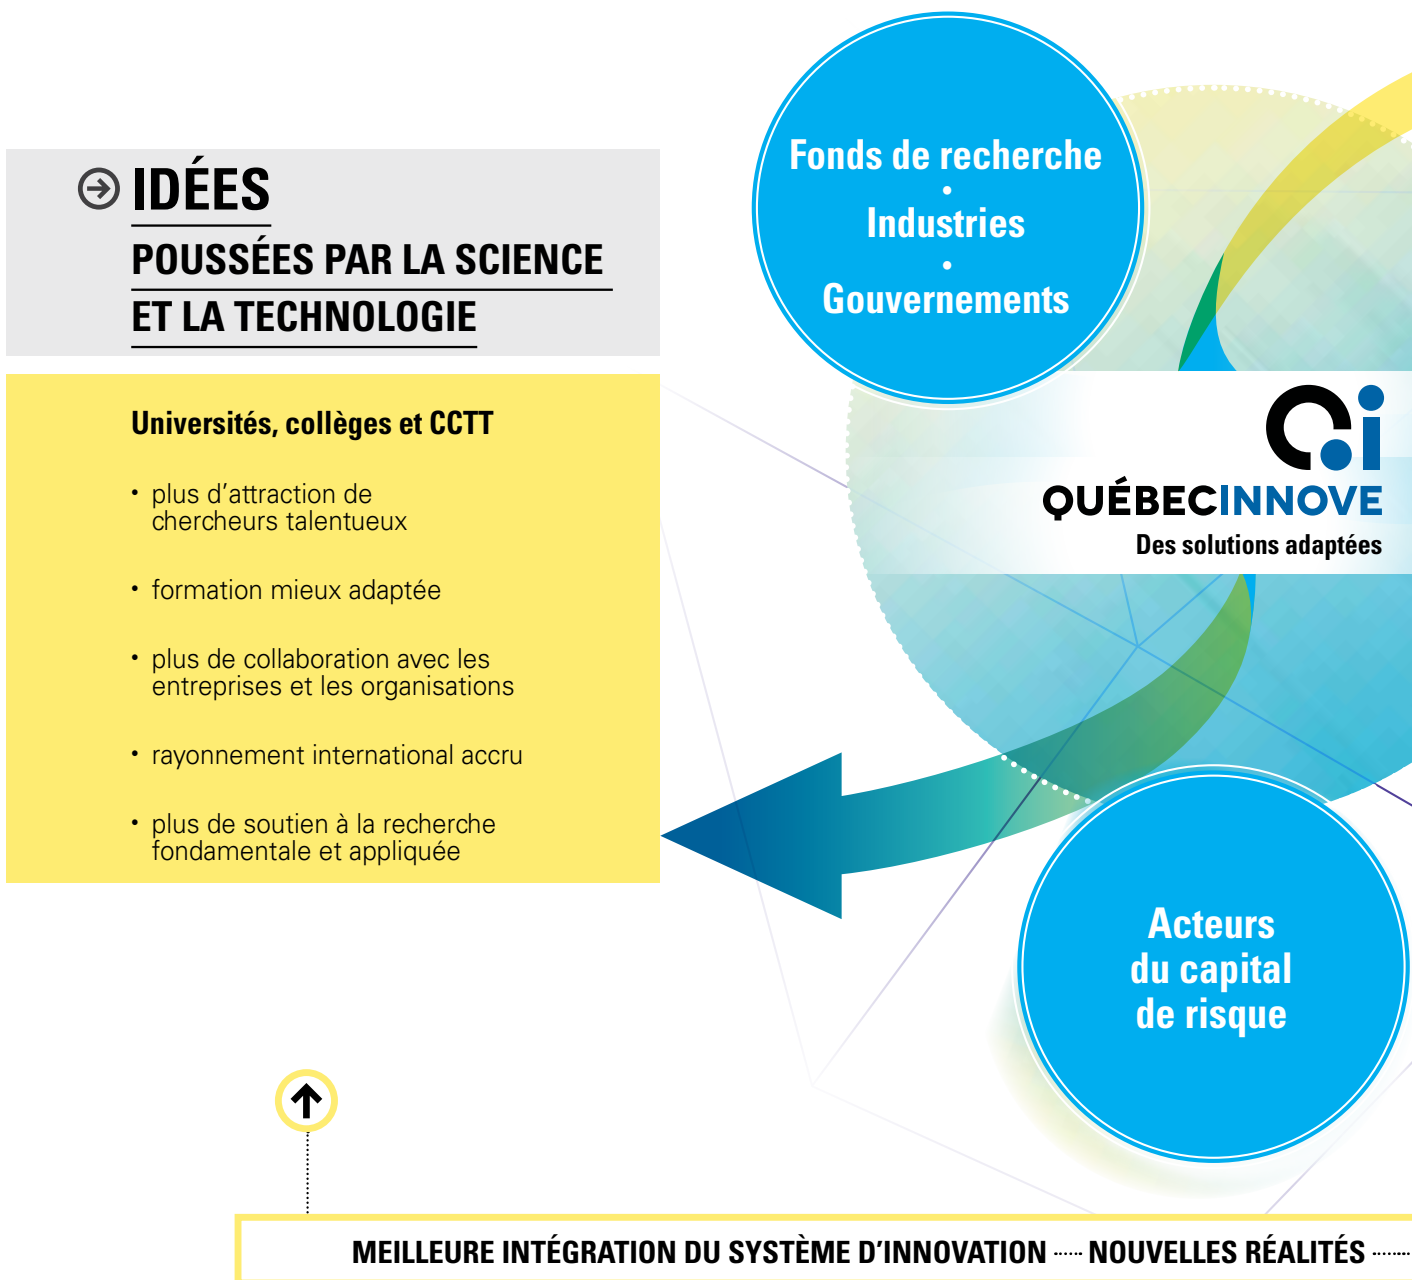 IDÉES
POUSSÉES PAR LA SCIENCE
ET LA TECHNOLOGIE
Universités, collèges et CCTT
• plus d'attraction de
chercheurs talentueux
• formation mieux adaptée
• plus de collaboration avec les
entreprises et les organisations
• rayonnement international accru
• plus de soutien à la recherche
fondamentale et appliquée
Fonds de recherche
•
Industries
•
Gouvernements
Qi
QUÉBECINNOVE
Des solutions adaptées
Acteurs
du capital
de risque
MEILLEURE INTÉGRATION DU SYSTÈME D'INNOVATION ...... NOUVELLES RÉALITÉS ......